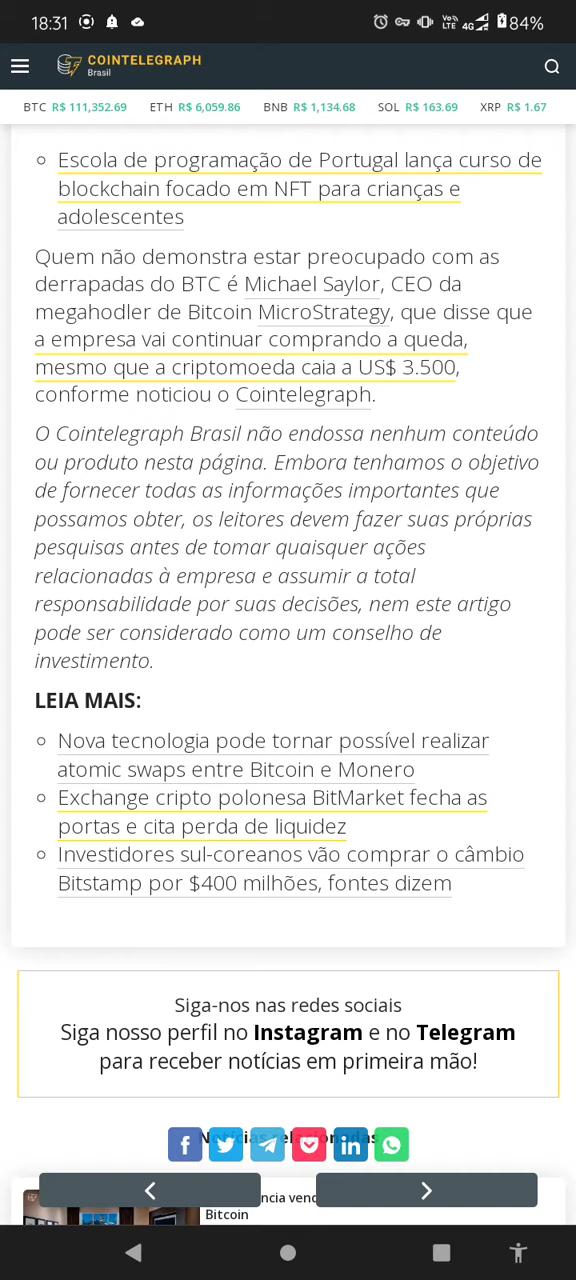 18:31
Vo)) LTE 4G 84%
COINTELEGRAPH
Brasil
BTC R$ 111,352.69 ETH R$ 6,059.86 BNB R$ 1,134.68 SOL R$ 163.69 XRP R$ 1.67
Escola de programação de Portugal lança curso de
blockchain focado em NFT para crianças e
adolescentes
Quem não demonstra estar preocupado com as
derrapadas do BTC é Michael Saylor, CEO da
megahodler de Bitcoin MicroStrategy, que disse que
a empresa vai continuar comprando a queda,
mesmo que a criptomoeda caia a US$ 3.500,
conforme noticiou o Cointelegraph.
O Cointelegraph Brasil não endossa nenhum conteúdo
ou produto nesta página. Embora tenhamos o objetivo
de fornecer todas as informações importantes que
possamos obter, os leitores devem fazer suas próprias
pesquisas antes de tomar quaisquer ações
relacionadas à empresa e assumir a total
responsabilidade por suas decisões, nem este artigo
pode ser considerado como um conselho de
investimento.
LEIA MAIS:
Nova tecnologia pode tornar possível realizar
atomic swaps entre Bitcoin e Monero
Exchange cripto polonesa BitMarket fecha as
portas e cita perda de liquidez
Investidores sul-coreanos vão comprar o câmbio
Bitstamp por $400 milhões, fontes dizem
Siga-nos nas redes sociais
Siga nosso perfil no Instagram e no Telegram
para receber notícias em primeira mão!
Notícias relacionadas
ncia vend
Bitcoin